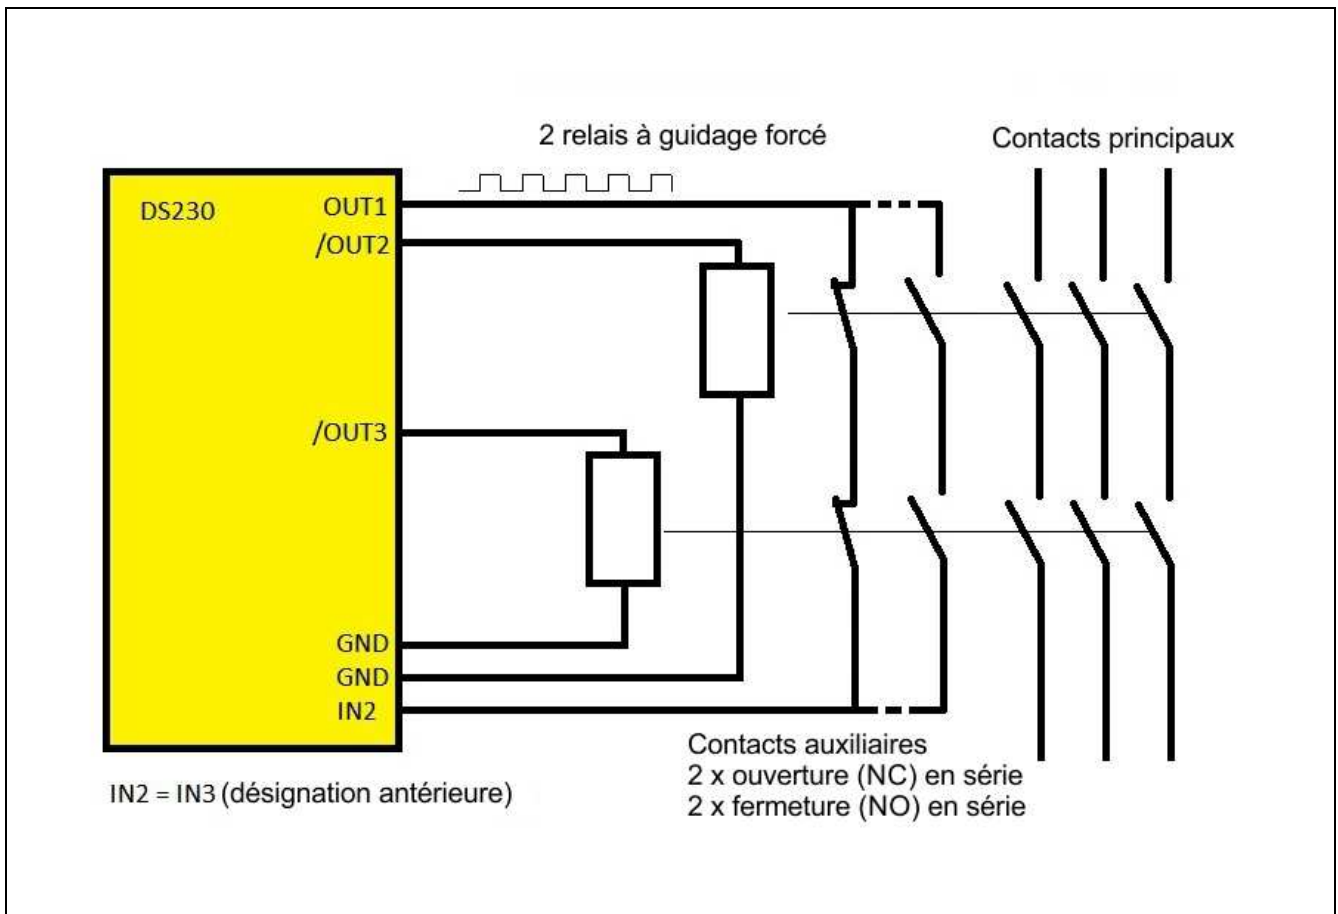 2 relais à guidage forcé
Contacts principaux
DS230
OUT1
/OUT2
/OUT3
GND
GND
IN2
Contacts auxiliaires
2 x ouverture (NC) en série
2 x fermeture (NO) en série
IN2 = IN3 (désignation antérieure)